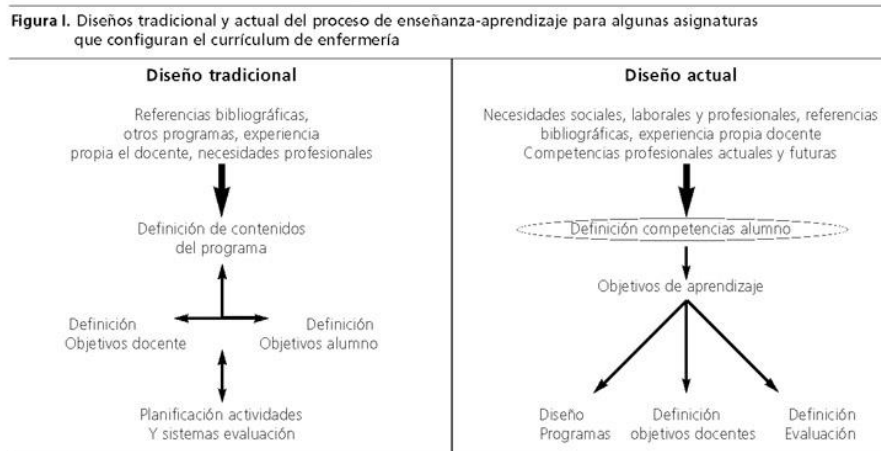 Figura I. Diseños tradicional y actual del proceso de enseñanza-aprendizaje para algunas asignaturas
que configuran el currículum de enfermería
Diseño tradicional
Referencias bibliográficas,
otros programas, experiencia
propia el docente, necesidades profesionales
Definición de contenidos
del programa
Definición
Objetivos docente
Definición
Objetivos alumno
Planificación actividades
Y sistemas evaluación
Diseño actual
Necesidades sociales, laborales y profesionales, referencias
bibliográficas, experiencia propia docente
Competencias profesionales actuales y futuras
Definición competencias alumno
Objetivos de aprendizaje
Diseño
Programas
Definición
objetivos docentes
Definición
Evaluación